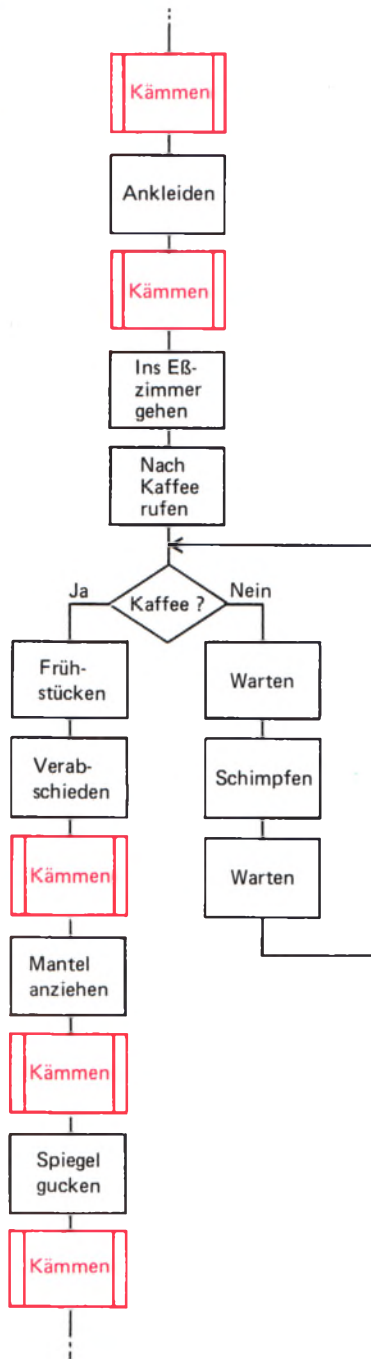 Kämmen
Ankleiden
Kämmen
Ins Eß-
zimmer
gehen
Nach
Kaffee
rufen
Kaffee ?
Ja
Früh-
stücken
Verab-
schieden
Kämmen
Mantel
anziehen
Kämmen
Spiegel
gucken
Kämmen
Nein
Warten
Schimpfen
Warten